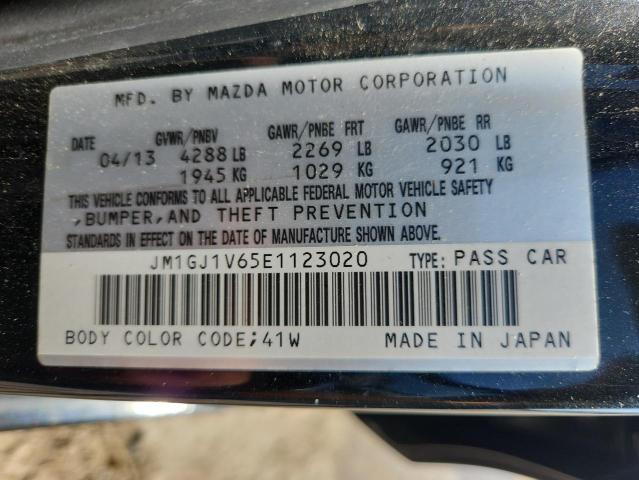 MFD. BY MAZDA MOTOR CORPORATION
DATE GVWR/PNBV GAWR/PNBE FRT GAWR/PNBE RR
04/13 4288 LB 2269 LB 2030 LB
1945 KG 1029 KG 921 KG
THIS VEHICLE CONFORMS TO ALL APPLICABLE FEDERAL MOTOR VEHICLE SAFETY
,BUMPER,AND THEFT PREVENTION
STANDARDS IN EFFECT ON THE DATE OF MANUFACTURE SHOWN ABOVE.
JM1GJ1V65E1123020 TYPE: PASS CAR
BODY COLOR CODE;41W MADE IN JAPAN